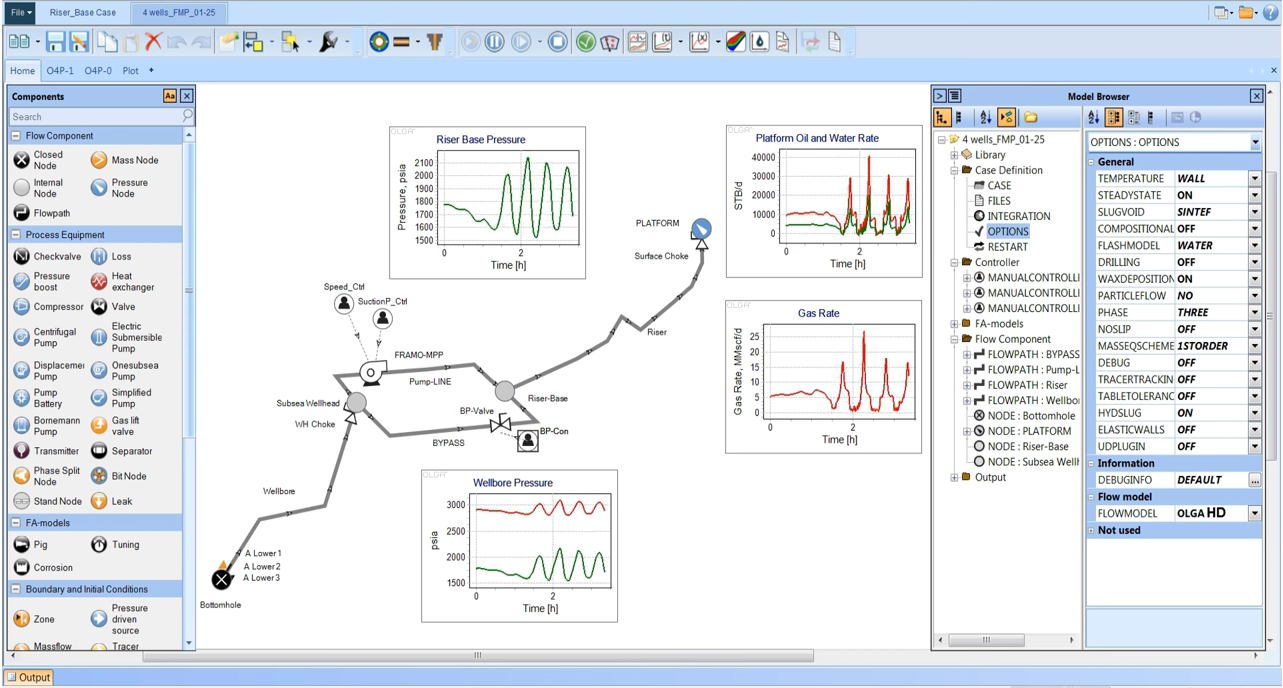 File
Riser_Base Case
4 wells_FMP_01-25
Home
O4P-1
O4P-0
Plot
Components
Aa
Search
Flow Component
Closed
Node
Mass Node
Internal
Node
Pressure
Node
Flowpath
Process Equipment
Checkvalve
Loss
Pressure
boost
Heat
exchanger
Compressor
Valve
Centrifugal
Pump
Electric
Submersible
Pump
Displacemen
Pump
Onesubsea
Pump
Pump
Battery
Simplified
Pump
Bornemann
Pump
Gas lift
valve
Transmitter
Separator
Phase Split
Node
Bit Node
Stand Node
Leak
FA-models
Pig
Tuning
Corrosion
Boundary and Initial Conditions
Zone
Pressure
driven
source
Massflow
Tracer
OLGA
Riser Base Pressure
Pressure, psia
2100
2000
1900
1800
1700
1600
1500
0
2
Time [h]
OLGA
Platform Oil and Water Rate
STB/d
40000
30000
20000
10000
0
0
2
Time [h]
PLATFORM
Surface Choke
Riser
Speed_Ctrl
SuctionP_Ctrl
FRAMO-MPP
Pump-LINE
Subsea Wellhead
WH Choke
Riser-Base
BP-Valve
BP-Con
BYPASS
Wellbore
A Lower1
A Lower2
A Lower3
Bottomhole
OLGA
Gas Rate
Gas Rate, MMscf/d
25
20
15
10
5
0
0
2
Time [h]
OLGA
Wellbore Pressure
psia
3000
2500
2000
1500
0
2
Time [h]
Model Browser
4 wells_FMP_01-25
Library
Case Definition
CASE
FILES
INTEGRATION
OPTIONS
RESTART
Controller
MANUALCONTROLLI
MANUALCONTROLLI
MANUALCONTROLLI
FA-models
Flow Component
FLOWPATH : BYPASS
FLOWPATH : Pump-L
FLOWPATH : Riser
FLOWPATH : Wellbo
NODE : Bottomhole
NODE : PLATFORM
NODE : Riser-Base
NODE : Subsea Wellh
Output
OPTIONS : OPTIONS
General
TEMPERATURE WALL
STEADYSTATE ON
SLUGVOID SINTEF
COMPOSITIONAL OFF
FLASHMODEL WATER
DRILLING OFF
WAXDEPOSITION ON
PARTICLEFLOW NO
PHASE THREE
NOSLIP OFF
MASSEQSCHEME 1STORDER
DEBUG OFF
TRACERTRACKIN OFF
TABLETOLERANC OFF
HYDSLUG ON
ELASTICWALLS OFF
UDPLUGIN OFF
Information
DEBUGINFO DEFAULT ...
Flow model
FLOWMODEL OLGA HD
Not used
Output